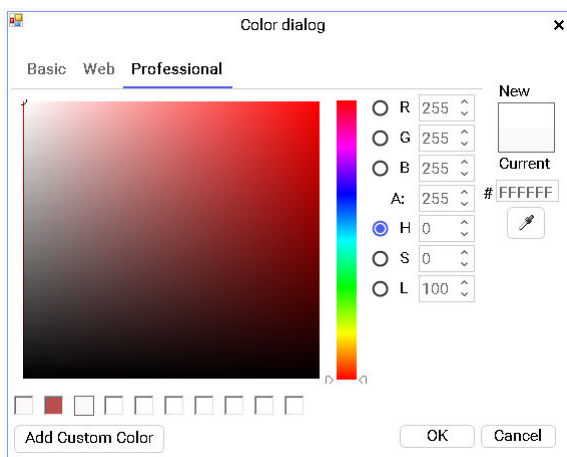 Color dialog
Basic Web Professional
New
Current
R 255
G 255
B 255
A: 255
# FFFFFF
H 0
S 0
L 100
Add Custom Color
OK
Cancel